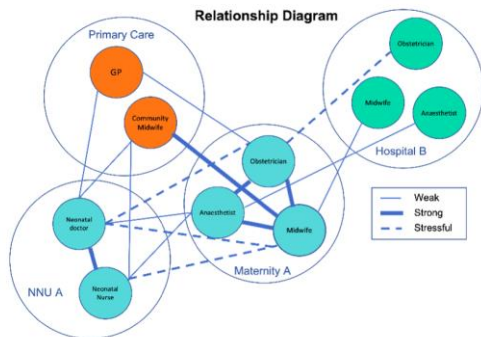 Relationship Diagram
Primary Care
GP
Community
Midwife
Obstetrician
Midwife
Anaesthetist
Hospital B
Obstetrician
Anaesthetist
Midwife
Maternity A
Neonatal
doctor
Neonatal
Nurse
NNU A
Weak
Strong
Stressful